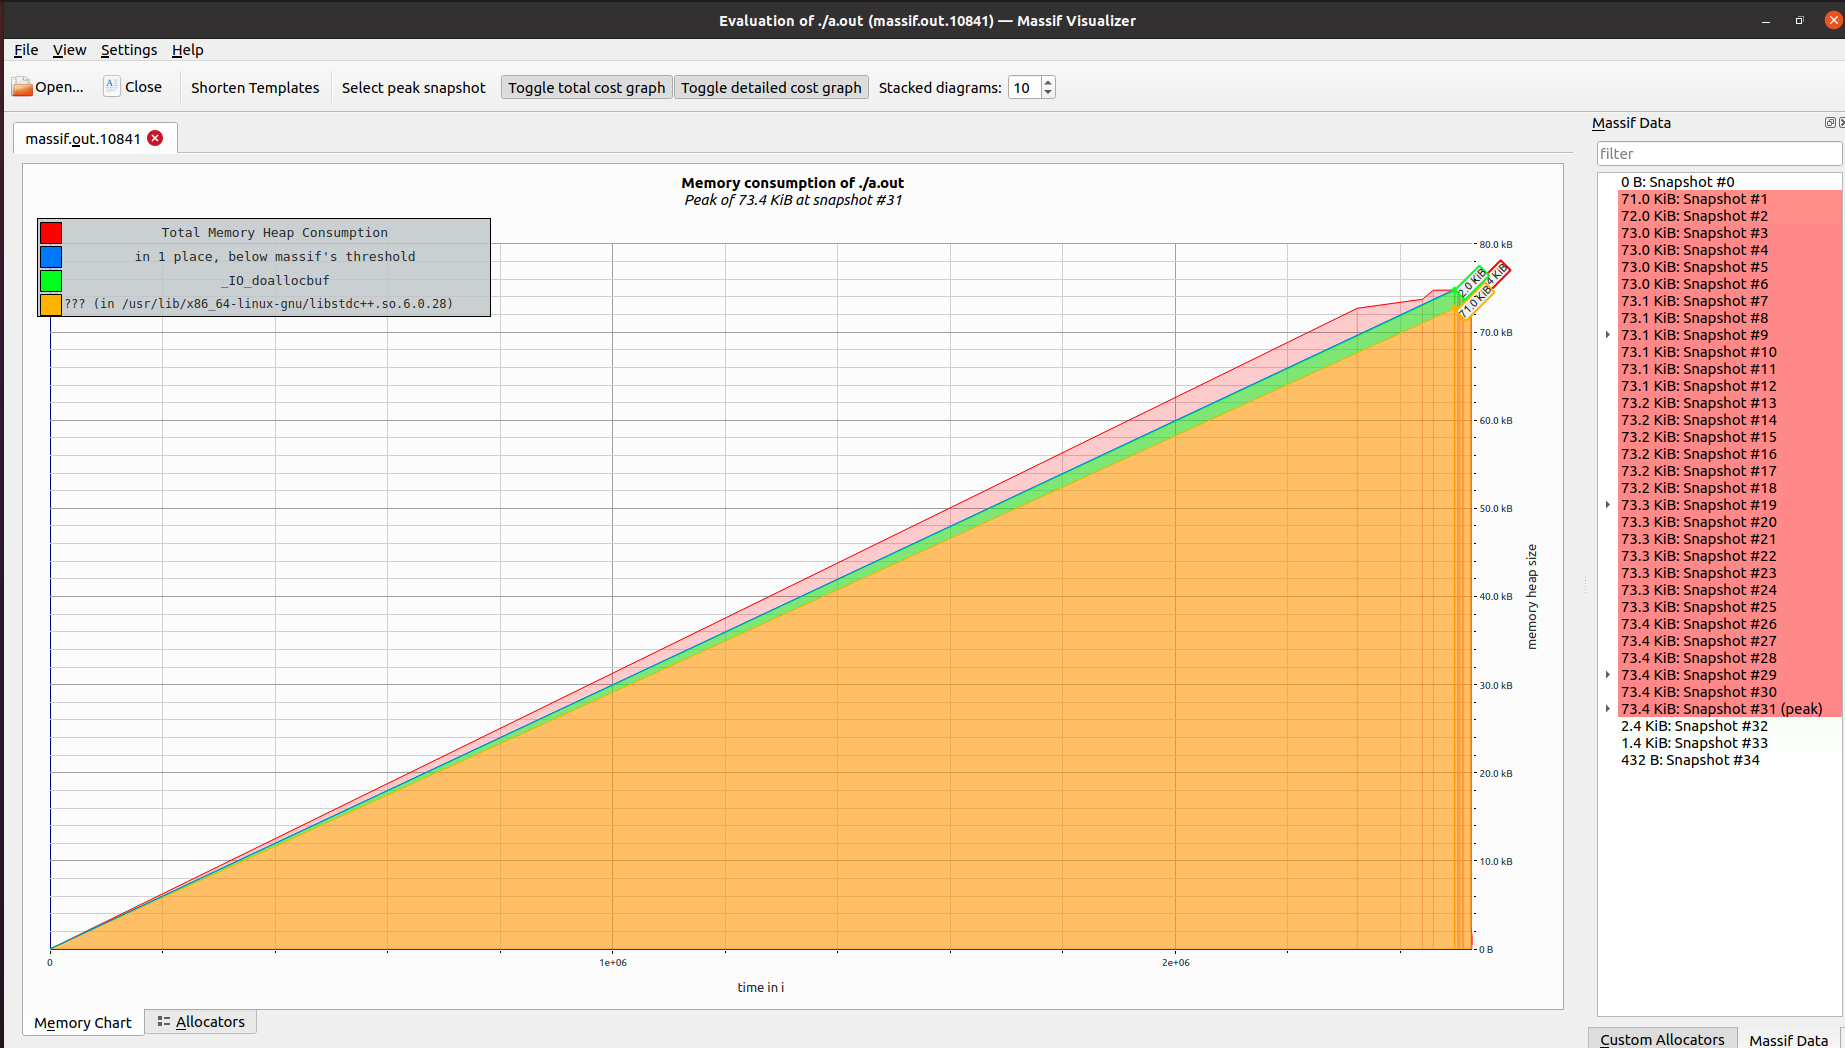 Evaluation of ./a.out (massif.out.10841) — Massif Visualizer
File View Settings Help
Open... Close Shorten Templates Select peak snapshot Toggle total cost graph Toggle detailed cost graph Stacked diagrams: 10
massif.out.10841
Memory consumption of ./a.out
Peak of 73.4 KiB at snapshot #31
Total Memory Heap Consumption
in 1 place, below massif's threshold
_IO_doallocbuf
??? (in /usr/lib/x86_64-linux-gnu/libstdc++.so.6.0.28)
80.0 kB
70.0 kB
60.0 kB
50.0 kB
40.0 kB
30.0 kB
20.0 kB
10.0 kB
0 B
2.0 KiB
4 KiB
71.0 KiB
memory heap size
0
1e+06
2e+06
time in i
Memory Chart
Allocators
Massif Data
filter
0 B: Snapshot #0
71.0 KiB: Snapshot #1
72.0 KiB: Snapshot #2
73.0 KiB: Snapshot #3
73.0 KiB: Snapshot #4
73.0 KiB: Snapshot #5
73.0 KiB: Snapshot #6
73.1 KiB: Snapshot #7
73.1 KiB: Snapshot #8
73.1 KiB: Snapshot #9
73.1 KiB: Snapshot #10
73.1 KiB: Snapshot #11
73.1 KiB: Snapshot #12
73.2 KiB: Snapshot #13
73.2 KiB: Snapshot #14
73.2 KiB: Snapshot #15
73.2 KiB: Snapshot #16
73.2 KiB: Snapshot #17
73.2 KiB: Snapshot #18
73.3 KiB: Snapshot #19
73.3 KiB: Snapshot #20
73.3 KiB: Snapshot #21
73.3 KiB: Snapshot #22
73.3 KiB: Snapshot #23
73.3 KiB: Snapshot #24
73.3 KiB: Snapshot #25
73.4 KiB: Snapshot #26
73.4 KiB: Snapshot #27
73.4 KiB: Snapshot #28
73.4 KiB: Snapshot #29
73.4 KiB: Snapshot #30
73.4 KiB: Snapshot #31 (peak)
2.4 KiB: Snapshot #32
1.4 KiB: Snapshot #33
432 B: Snapshot #34
Custom Allocators
Massif Data